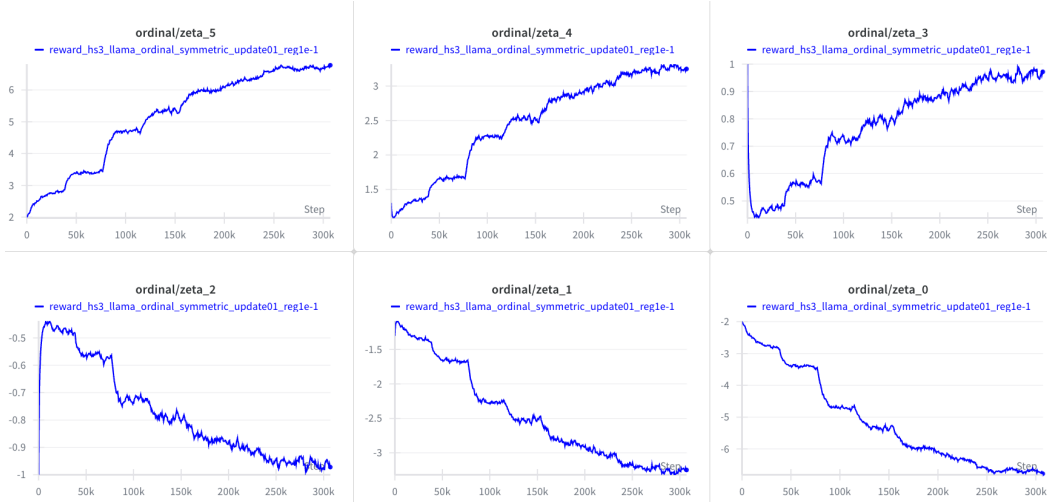 ordinal/zeta_5
reward_hs3_llama_ordinal_symmetric_update01_reg1e-1
6
5
4
3
2
Step
0 50k 100k 150k 200k 250k 300k
ordinal/zeta_4
reward_hs3_llama_ordinal_symmetric_update01_reg1e-1
3
2.5
2
1.5
Step
0 50k 100k 150k 200k 250k 300k
ordinal/zeta_3
reward_hs3_llama_ordinal_symmetric_update01_reg1e-1
1
0.9
0.8
0.7
0.6
0.5
Step
0 50k 100k 150k 200k 250k 300k
ordinal/zeta_2
reward_hs3_llama_ordinal_symmetric_update01_reg1e-1
-0.5
-0.6
-0.7
-0.8
-0.9
-1
Step
0 50k 100k 150k 200k 250k 300k
ordinal/zeta_1
reward_hs3_llama_ordinal_symmetric_update01_reg1e-1
-1.5
-2
-2.5
-3
Step
0 50k 100k 150k 200k 250k 300k
ordinal/zeta_0
reward_hs3_llama_ordinal_symmetric_update01_reg1e-1
-2
-3
-4
-5
-6
Step
0 50k 100k 150k 200k 250k 300k